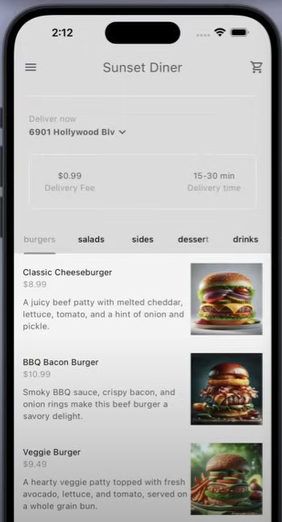 2:12
Sunset Diner
Deliver now
6901 Hollywood Blv
$0.99
15-30 min
Delivery Fee
Delivery time
burgers salads sides dessert drinks
Classic Cheeseburger
$8.99
A juicy beef patty with melted cheddar,
lettuce, tomato, and a hint of onion and
pickle.
BBQ Bacon Burger
$10.99
Smoky BBQ sauce, crispy bacon, and
onion rings make this beef burger a
savory delight.
Veggie Burger
$9.49
A hearty veggie patty topped with fresh
avocado, lettuce, and tomato, served on
a whole grain bun.